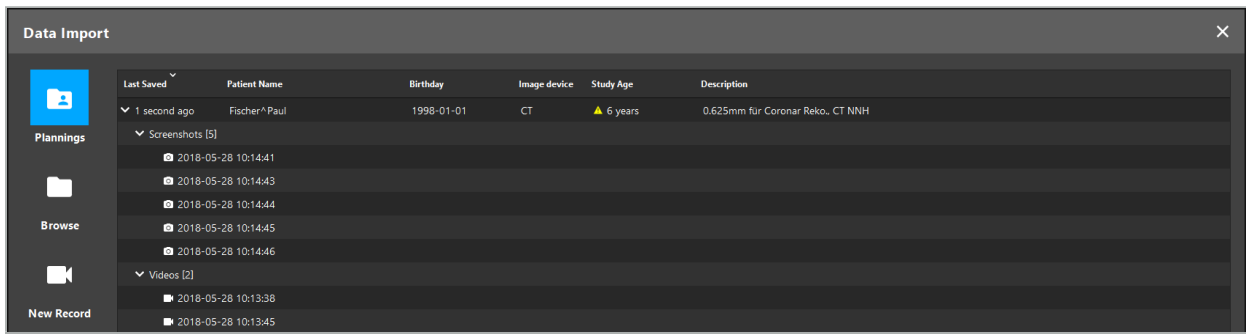 Data Import
Last Saved Patient Name Birthday Image device Study Age Description
1 second ago Fischer^Paul 1998-01-01 CT 6 years 0.625mm für Coronar Reko., CT NNH
Plannings
Screenshots [5]
2018-05-28 10:14:41
2018-05-28 10:14:43
2018-05-28 10:14:44
Browse
2018-05-28 10:14:45
2018-05-28 10:14:46
Videos [2]
2018-05-28 10:13:38
New Record
2018-05-28 10:13:45